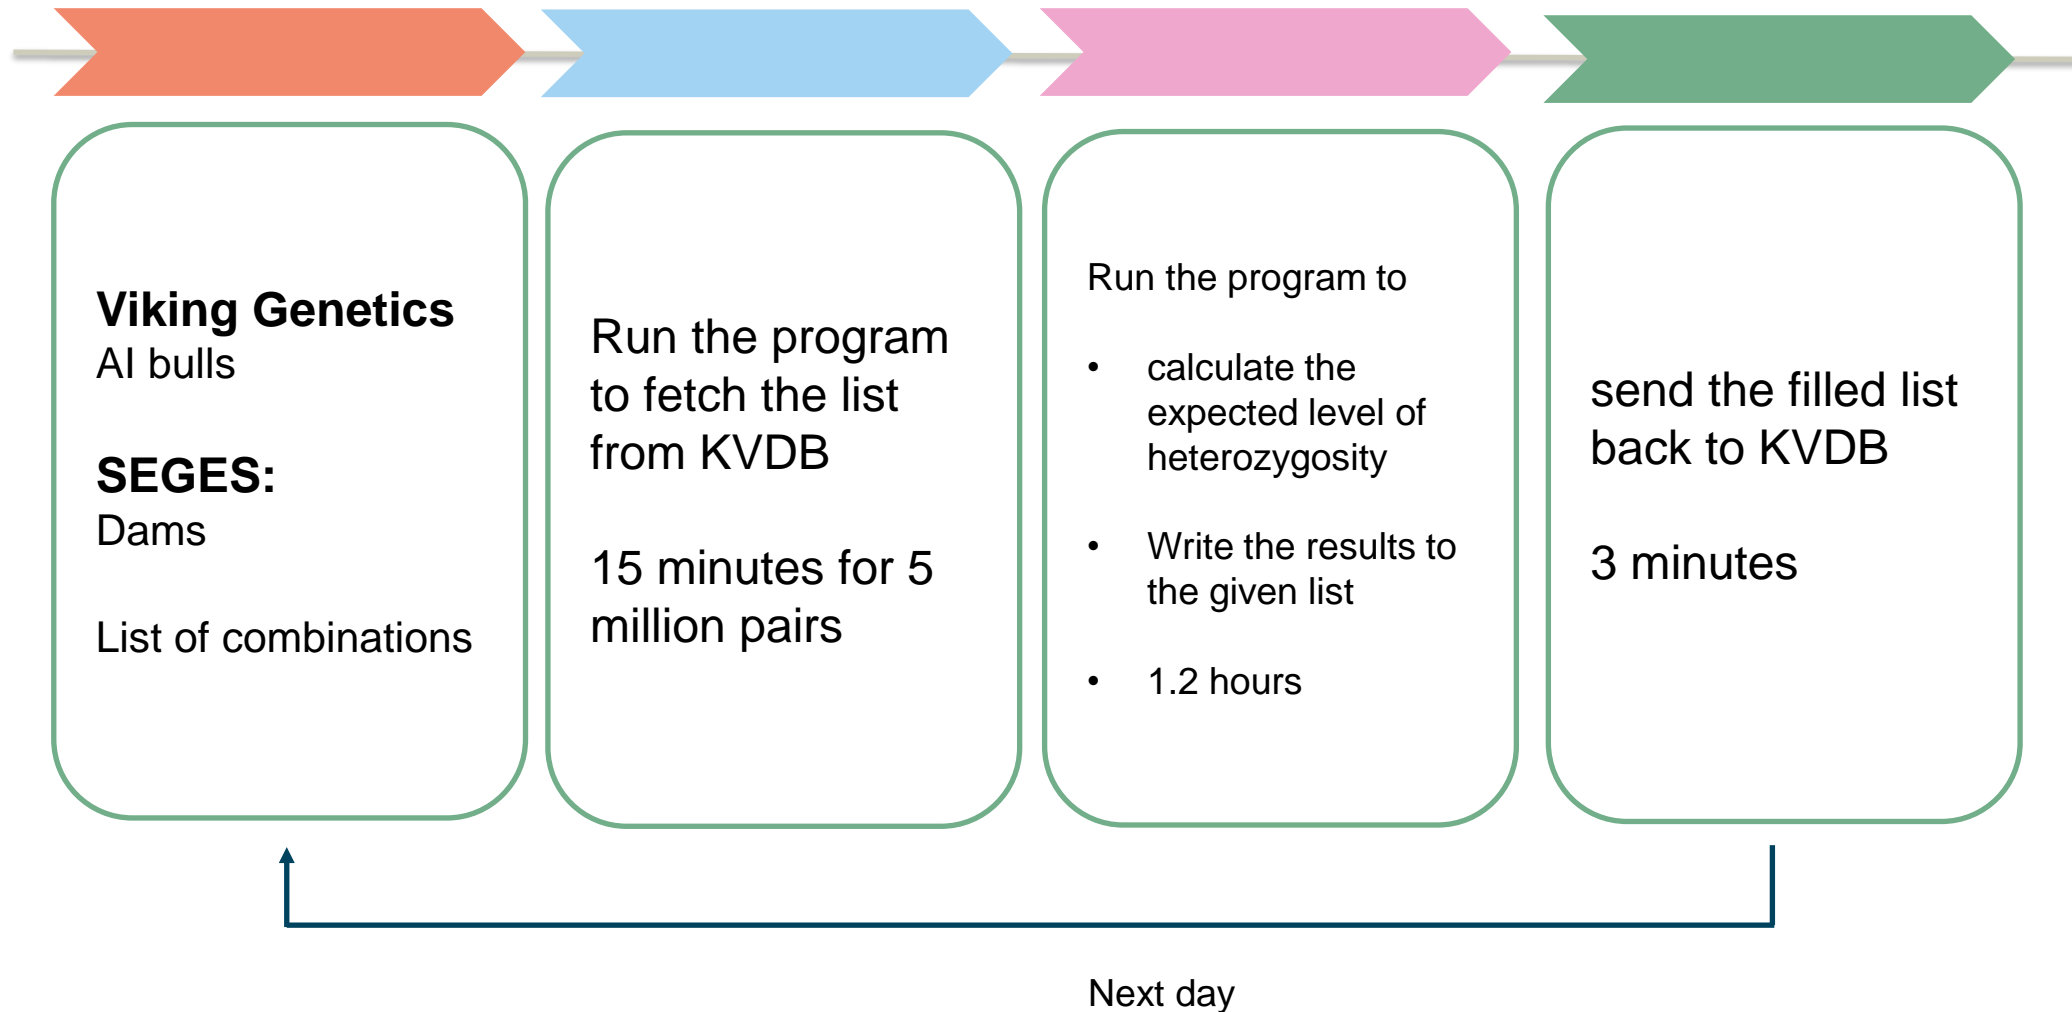 Viking Genetics
AI bulls
SEGES:
Dams
List of combinations
Run the program
to fetch the list
from KVDB
15 minutes for 5
million pairs
Run the program to
• calculate the
expected level of
heterozygosity
• Write the results to
the given list
• 1.2 hours
send the filled list
back to KVDB
3 minutes
Next day